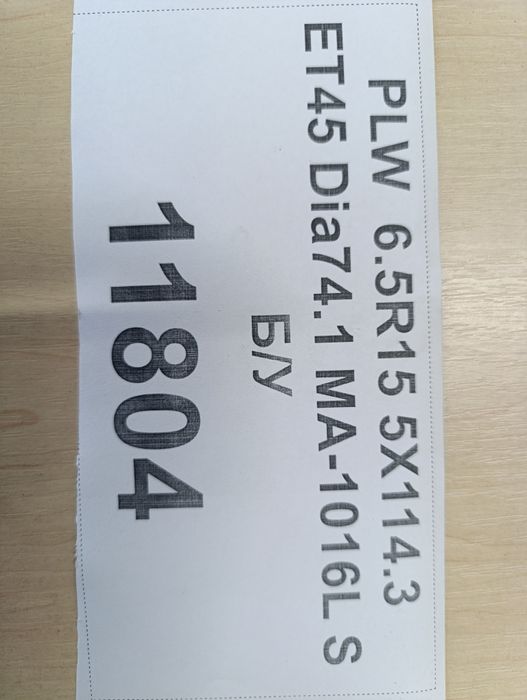 PLW 6.5R15 5X114.3
ET45 Dia74.1 MA-1016L S
Б/у
11804